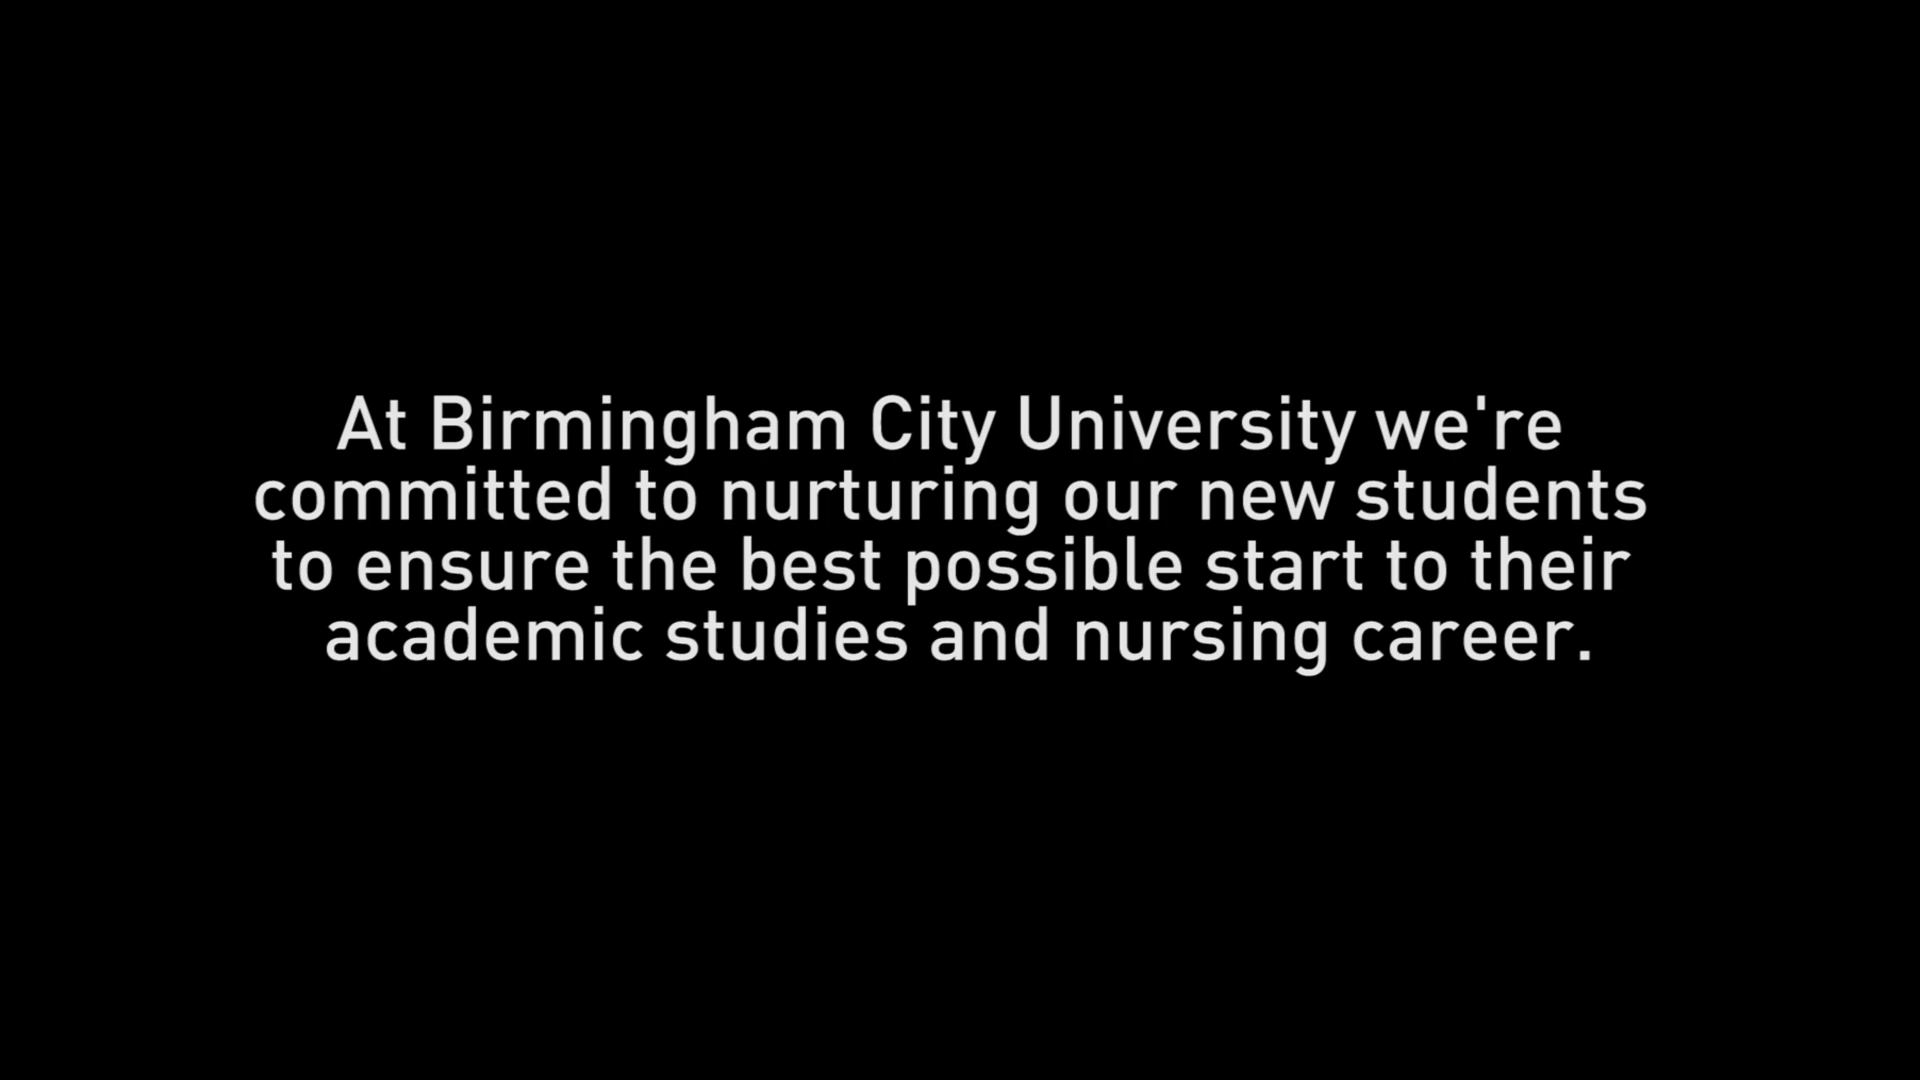 At Birmingham City University we're
committed to nurturing our new students
to ensure the best possible start to their
academic studies and nursing career.